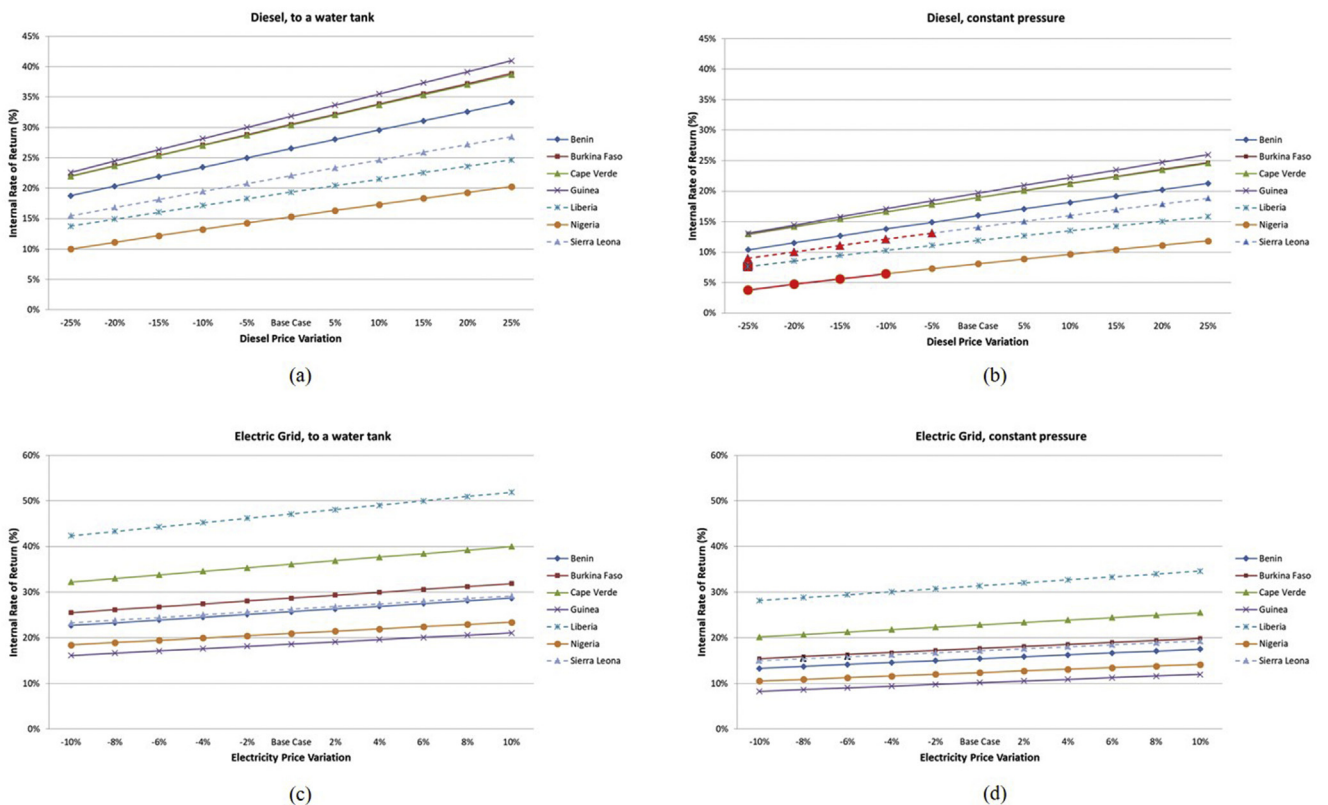 Diesel, to a water tank
45%
40%
35%
30%
25%
20%
15%
10%
5%
0%
Internal Rate of Return (%)
-25% -20% -15% -10% -5% Base Case 5% 10% 15% 20% 25%
Diesel Price Variation
Benin
Burkina Faso
Cape Verde
Guinea
Liberia
Nigeria
Sierra Leona
(a)
Diesel, constant pressure
45%
40%
35%
30%
25%
20%
15%
10%
5%
0%
Internal Rate of Return (%)
-25% -20% -15% -10% -5% Base Case 5% 10% 15% 20% 25%
Diesel Price Variation
Benin
Burkina Faso
Cape Verde
Guinea
Liberia
Nigeria
Sierra Leona
(b)
Electric Grid, to a water tank
60%
50%
40%
30%
20%
10%
0%
Internal Rate of Return (%)
-10% -8% -6% -4% -2% Base Case 2% 4% 6% 8% 10%
Electricity Price Variation
Benin
Burkina Faso
Cape Verde
Guinea
Liberia
Nigeria
Sierra Leona
(c)
Electric Grid, constant pressure
60%
50%
40%
30%
20%
10%
0%
Internal Rate of Return (%)
-10% -8% -6% -4% -2% Base Case 2% 4% 6% 8% 10%
Electricity Price Variation
Benin
Burkina Faso
Cape Verde
Guinea
Liberia
Nigeria
Sierra Leona
(d)